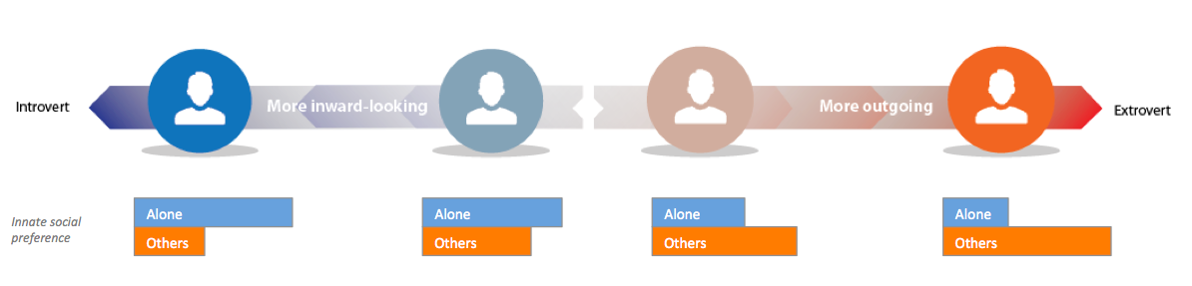 Introvert
More inward-looking
More outgoing
Extrovert
Innate social
preference
Alone
Others
Alone
Others
Alone
Others
Alone
Others